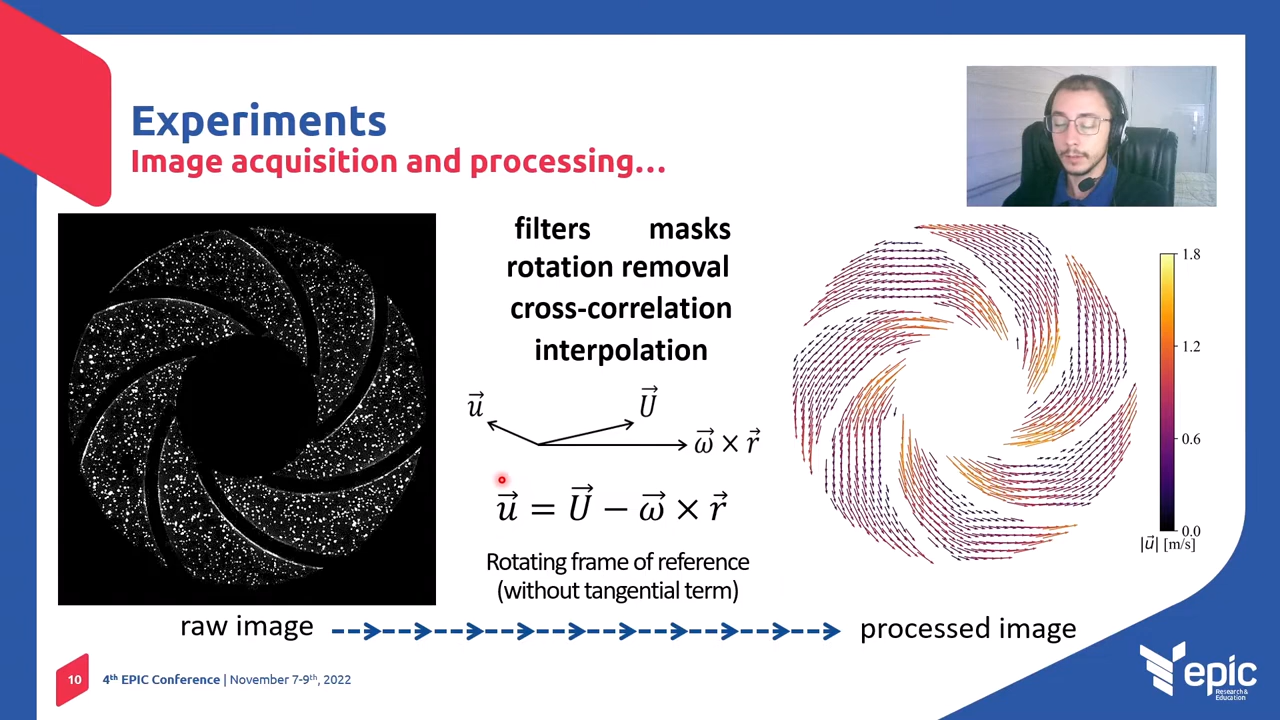 Experiments
Image acquisition and processing...
filters masks
rotation removal
cross-correlation
interpolation
u⃗
U⃗
ω⃗ × r⃗
u⃗ = U⃗ − ω⃗ × r⃗
Rotating frame of reference
(without tangential term)
1.8
1.2
0.6
0.0
|u⃗| [m/s]
raw image
processed image
10 4th EPIC Conference | November 7-9th, 2022
epic
Research &
Education